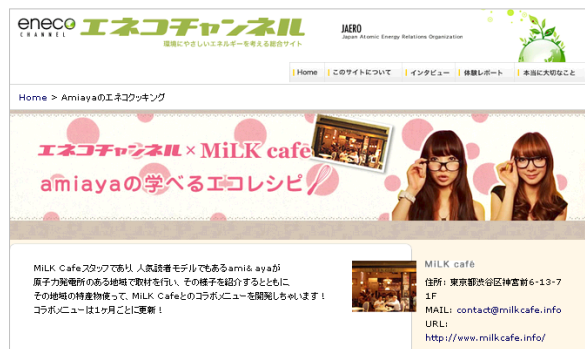 eneco エネコチャンネル
CHANNEL
環境にやさしいエネルギーを考える総合サイト
JAERO
Japan Atomic Energy Relations Organization
Home | このサイトについて | インタビュー | 体験レポート | 本当に大切なこと
Home > Amiayaのエネコクッキング
エネコチャンネル×MiLK cafe
amiayaの学べるエコレシピ
MiLK Cafeスタッフであり、人気読者モデルでもあるami& ayaが
原子力発電所のある地域で取材を行い、その様子を紹介するとともに、
その地域の特産物使って、MiLK Cafeとのコラボメニューを開発しちゃいます！
コラボメニューは1ヶ月ごとに更新！
MiLK café
住所: 東京都渋谷区神宮前6-13-7
1F
MAIL: contact@milkcafe.info
URL:
http://www.milkcafe.info/